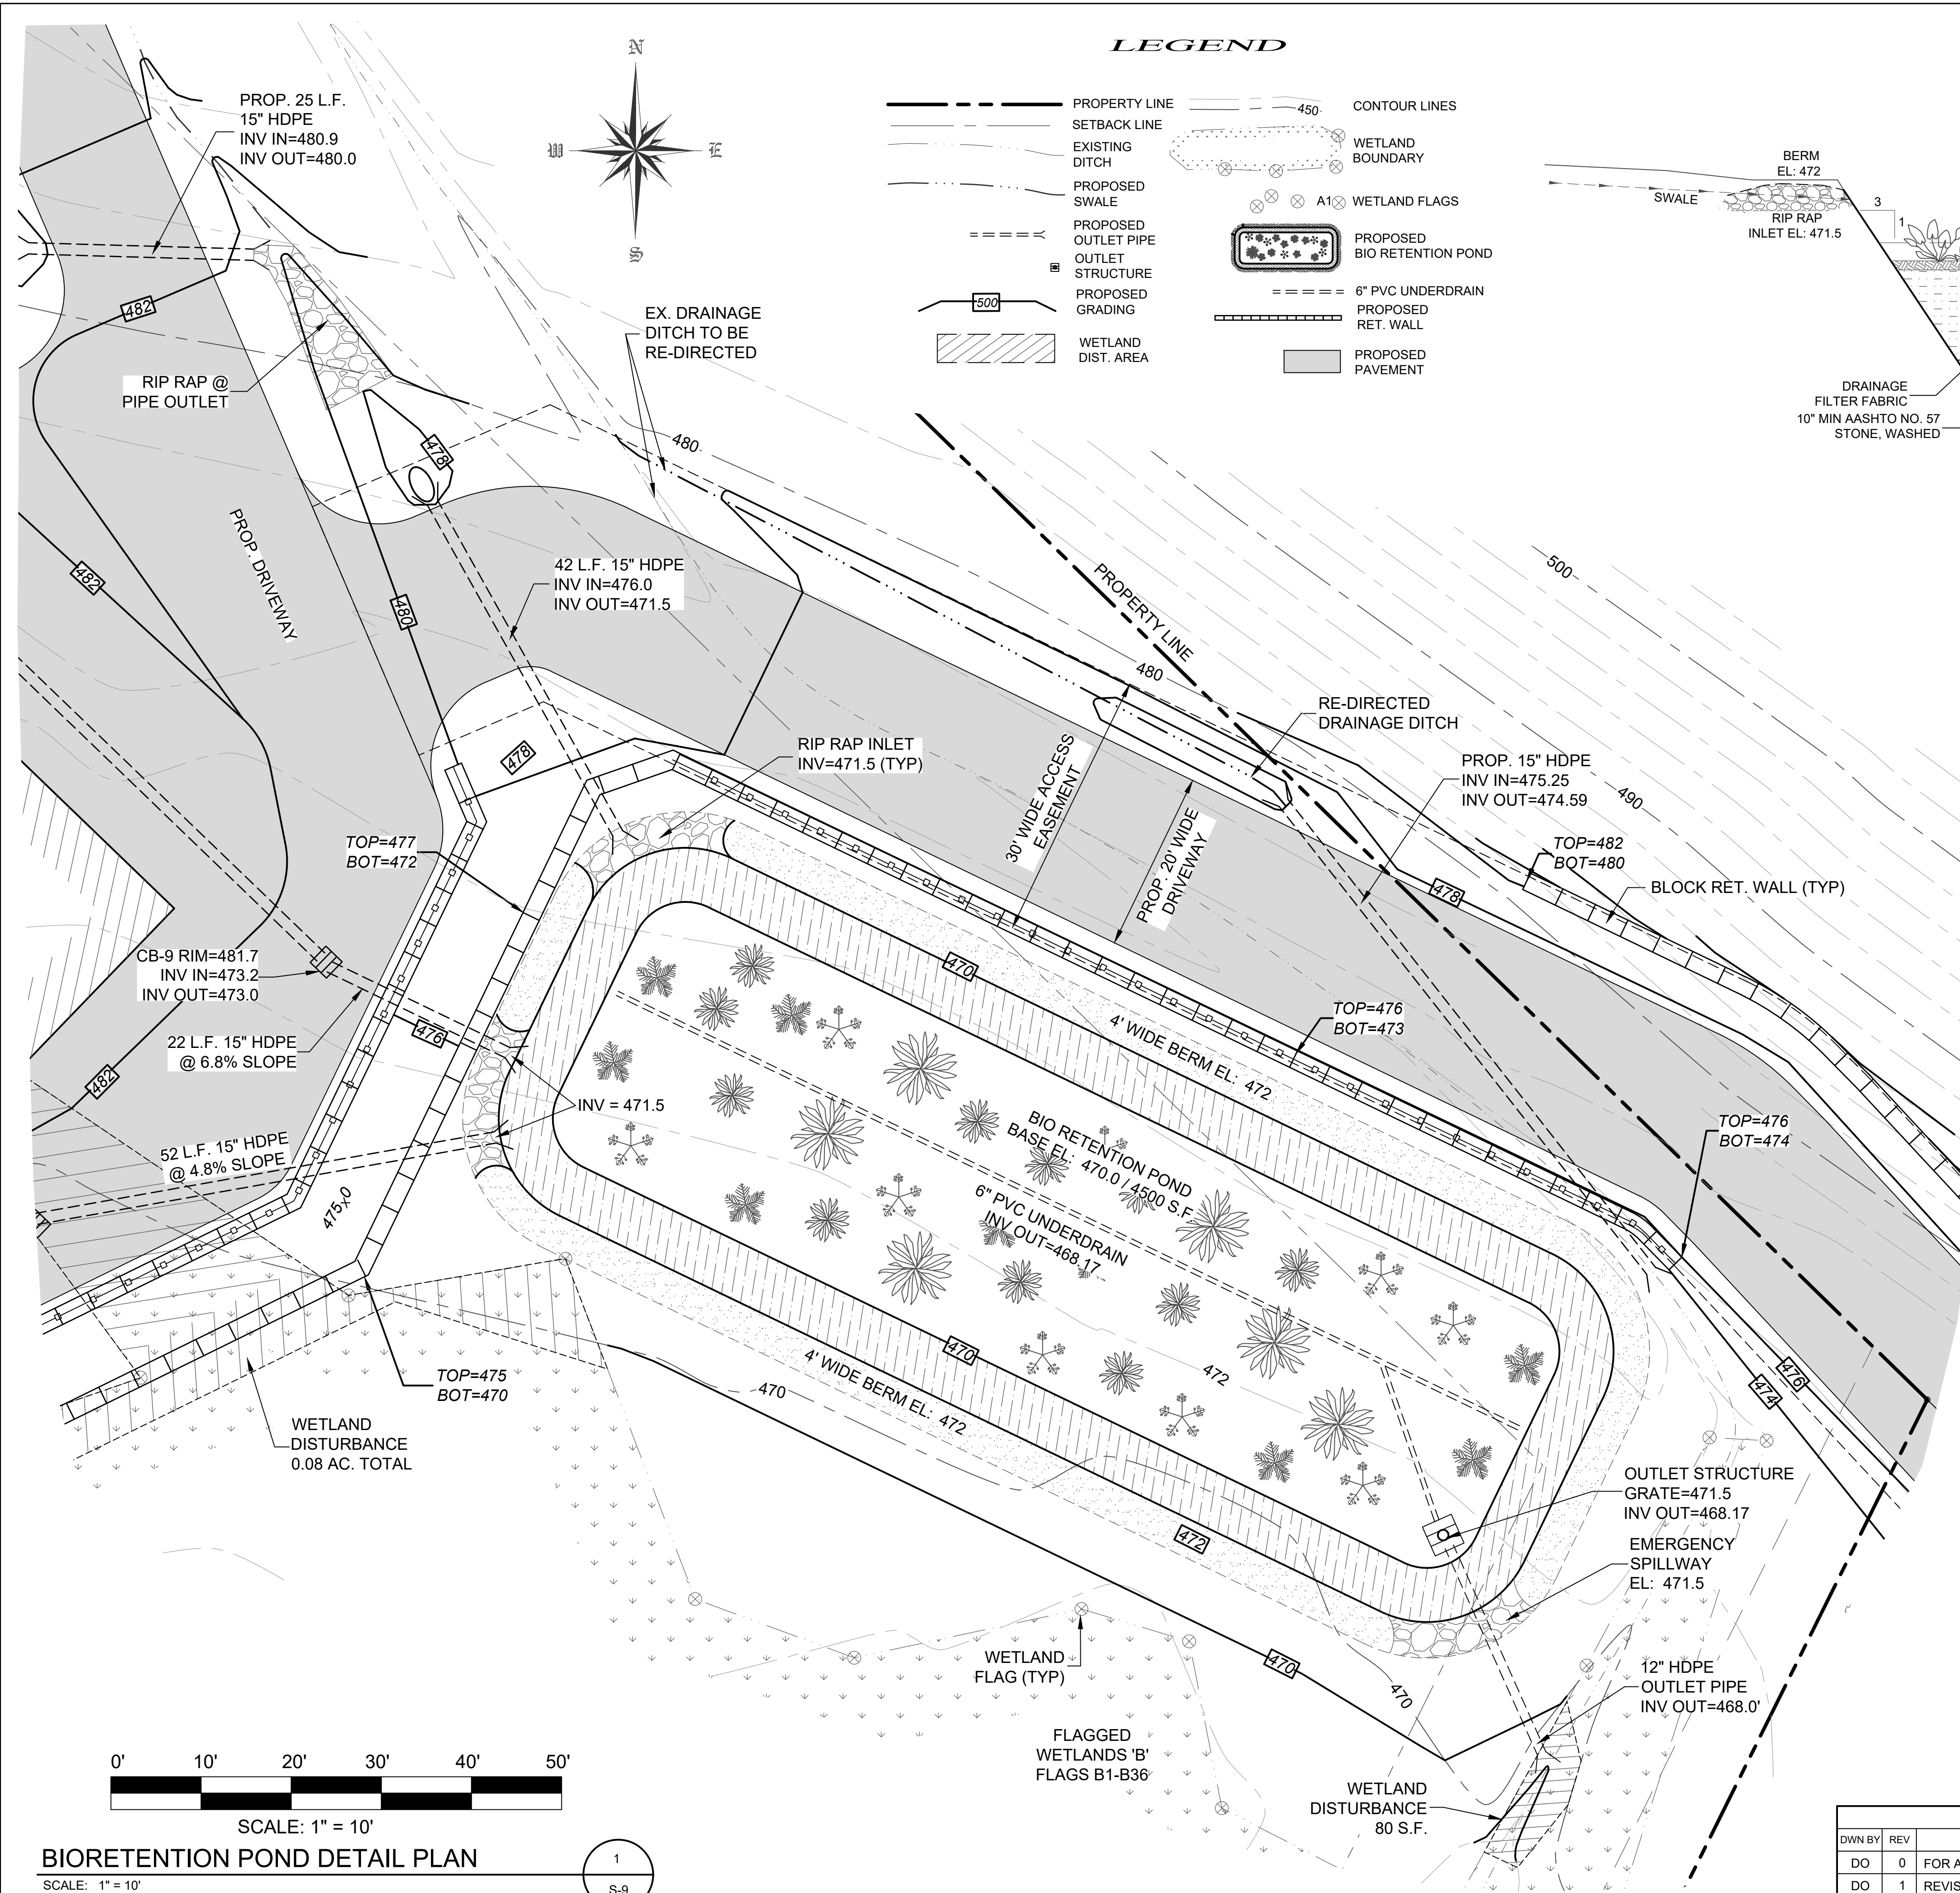 LEGEND
N
W
E
S
PROPERTY LINE
SETBACK LINE
EXISTING
DITCH
PROPOSED
SWALE
PROPOSED
OUTLET PIPE
OUTLET
STRUCTURE
500
PROPOSED
GRADING
WETLAND
DIST. AREA
450
CONTOUR LINES
WETLAND
BOUNDARY
A1
WETLAND FLAGS
PROPOSED
BIO RETENTION POND
6" PVC UNDERDRAIN
PROPOSED
RET. WALL
PROPOSED
PAVEMENT
BERM
EL: 472
SWALE
RIP RAP
INLET EL: 471.5
3
1
DRAINAGE
FILTER FABRIC
10" MIN AASHTO NO. 57
STONE, WASHED
PROP. 25 L.F.
15" HDPE
INV IN=480.9
INV OUT=480.0
482
RIP RAP @
PIPE OUTLET
EX. DRAINAGE
DITCH TO BE
RE-DIRECTED
480
478
500
PROP. DRIVEWAY
482
480
42 L.F. 15" HDPE
INV IN=476.0
INV OUT=471.5
PROPERTY LINE
480
RE-DIRECTED
DRAINAGE DITCH
478
RIP RAP INLET
INV=471.5 (TYP)
30' WIDE ACCESS
EASEMENT
PROP. 20' WIDE
DRIVEWAY
PROP. 15" HDPE
INV IN=475.25
INV OUT=474.59
490
TOP=477
BOT=472
TOP=482
BOT=480
478
BLOCK RET. WALL (TYP)
CB-9 RIM=481.7
INV IN=473.2
INV OUT=473.0
470
TOP=476
BOT=473
22 L.F. 15" HDPE
@ 6.8% SLOPE
476
482
4' WIDE BERM EL: 472
INV = 471.5
BIO RETENTION POND
BASE EL: 470.0 / 4500 S.F.
TOP=476
BOT=474
52 L.F. 15" HDPE
@ 4.8% SLOPE
475x0
6" PVC UNDERDRAIN
INV OUT=468.17
470
472
4' WIDE BERM EL: 472
TOP=475
BOT=470
470
476
474
WETLAND
DISTURBANCE
0.08 AC. TOTAL
OUTLET STRUCTURE
GRATE=471.5
INV OUT=468.17
472
EMERGENCY
SPILLWAY
EL: 471.5
WETLAND
FLAG (TYP)
470
470
12" HDPE
OUTLET PIPE
INV OUT=468.0'
FLAGGED
WETLANDS 'B'
FLAGS B1-B36
WETLAND
DISTURBANCE
80 S.F.
0' 10' 20' 30' 40' 50'
SCALE: 1" = 10'
BIORETENTION POND DETAIL PLAN
SCALE: 1" = 10'
1
S-9
DWN BY REV
DO 0 FOR
DO 1